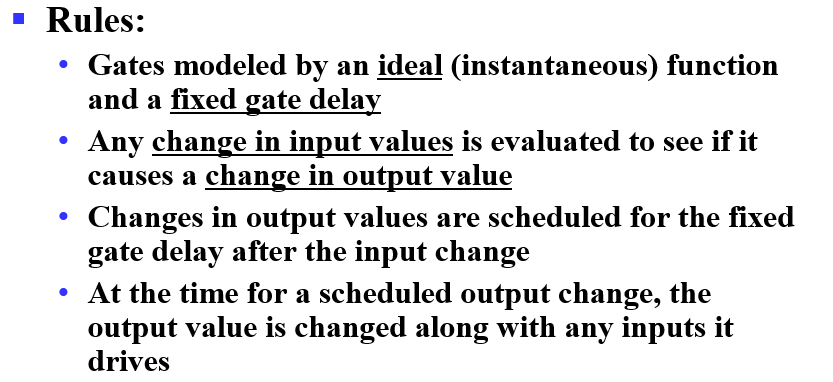 Rules:
Gates modeled by an ideal (instantaneous) function
and a fixed gate delay
Any change in input values is evaluated to see if it
causes a change in output value
Changes in output values are scheduled for the fixed
gate delay after the input change
At the time for a scheduled output change, the
output value is changed along with any inputs it
drives